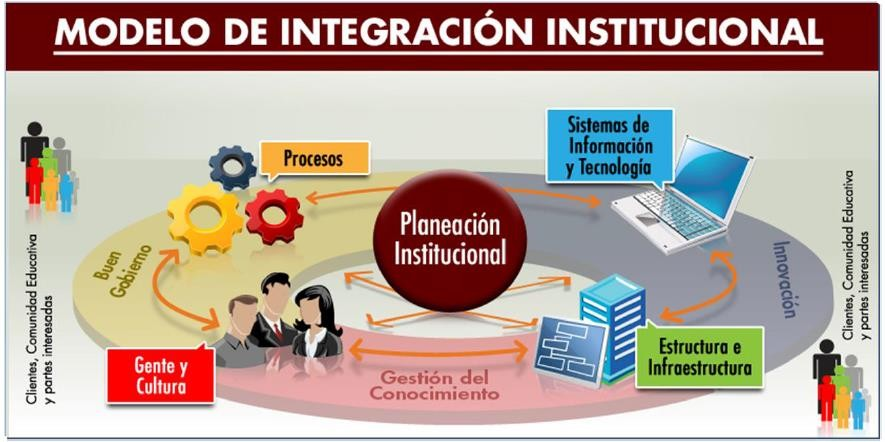 MODELO DE INTEGRACIÓN INSTITUCIONAL
Procesos
Sistemas de
Información
y Tecnología
Planeación
Institucional
Buen
Gobierno
Innovación
Gente y
Cultura
Gestión del
Conocimiento
Estructura e
Infraestructura
Clientes, Comunidad Educativa
y partes interesadas
Clientes, Comunidad Educativa
y partes interesadas